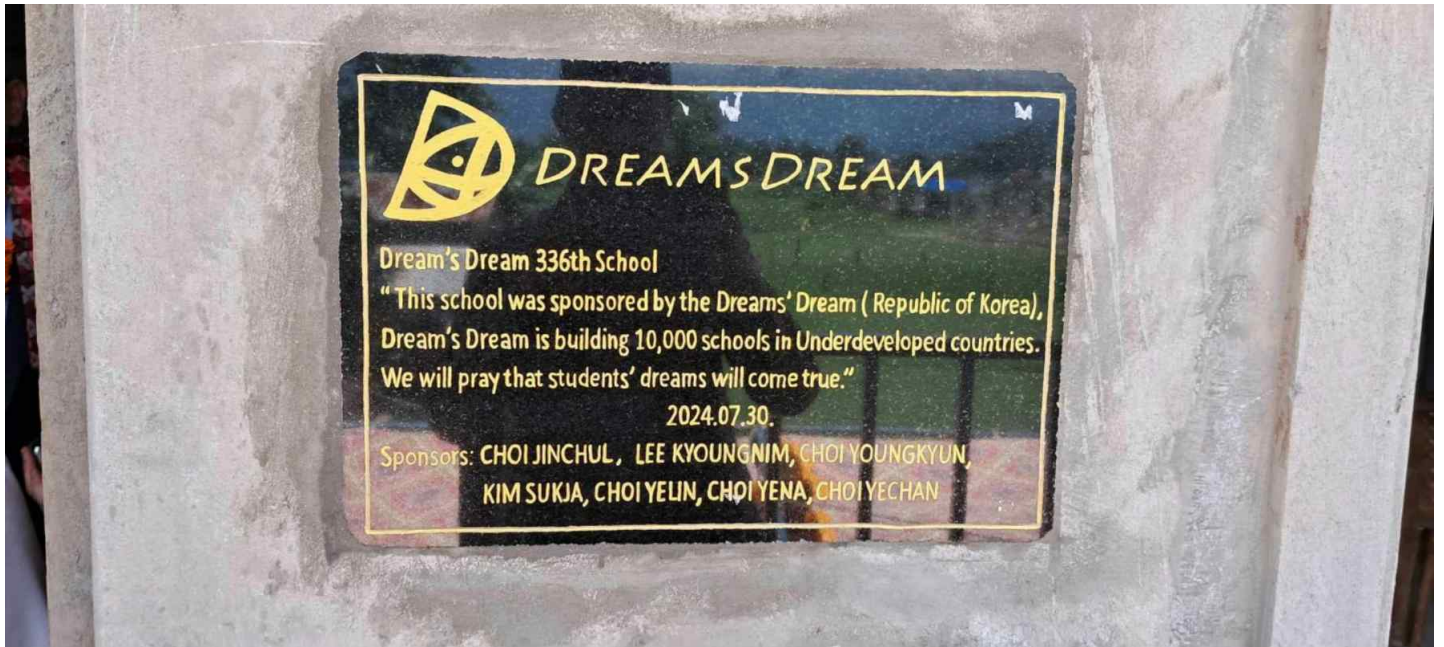 DREAMSDREAM
Dream's Dream 336th School
“This school was sponsored by the Dreams' Dream ( Republic of Korea),
Dream's Dream is building 10,000 schools in Underdeveloped countries.
We will pray that students' dreams will come true.“
2024.07.30.
Sponsors: CHOI JINCHUL, LEE KYOUNGNIM, CHOI YOUNGKYUN,
KIM SUKJA, CHOI YELIN, CHOI YENA, CHOI YECHAN